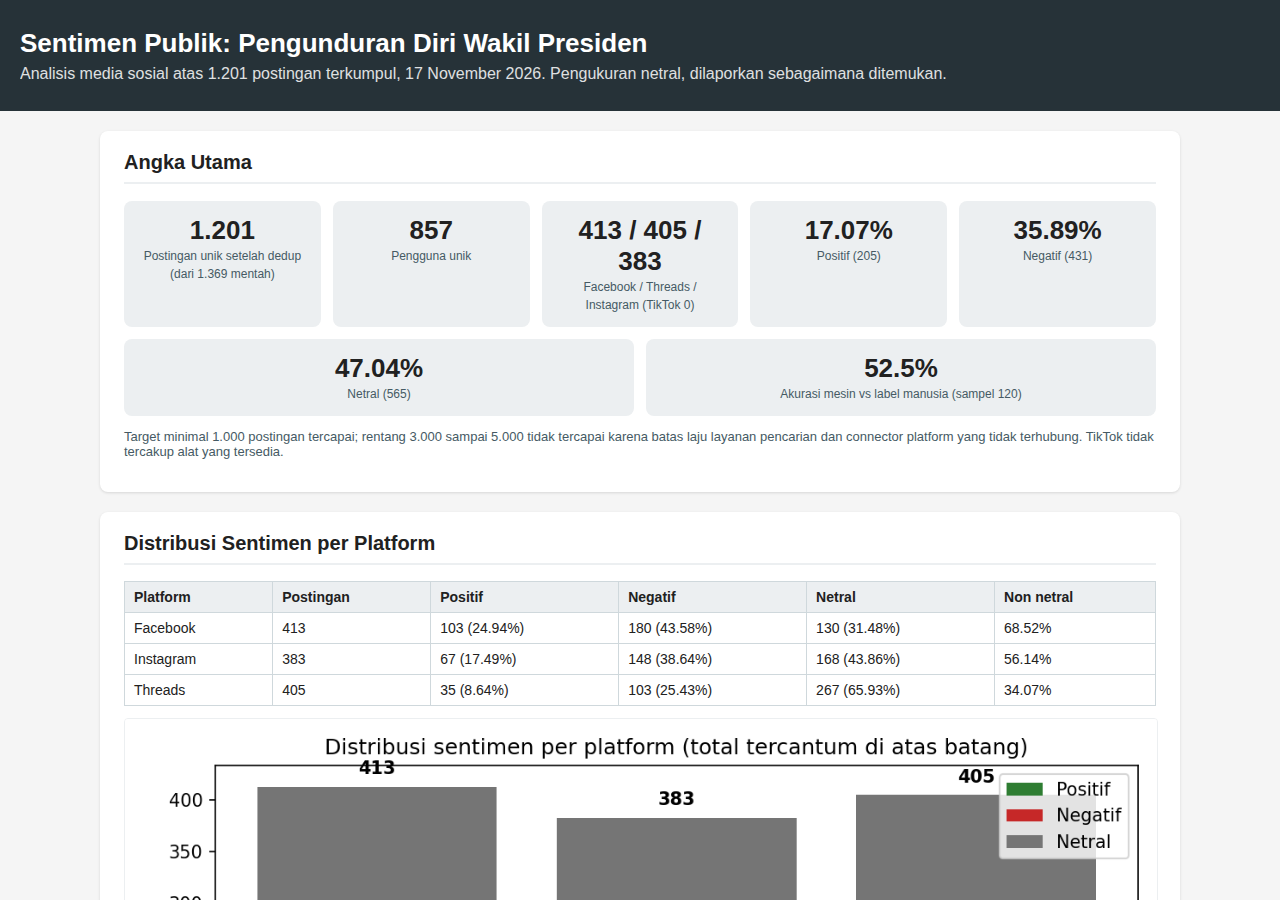 Sentimen Publik: Pengunduran Diri Wakil Presiden
Analisis media sosial atas 1.201 postingan terkumpul, 17 November 2026. Pengukuran netral, dilaporkan sebagaimana ditemukan.
Angka Utama
1.201
Postingan unik setelah dedup
(dari 1.369 mentah)
857
Pengguna unik
413 / 405 /
383
Facebook / Threads /
Instagram (TikTok 0)
17.07%
Positif (205)
35.89%
Negatif (431)
47.04%
Netral (565)
52.5%
Akurasi mesin vs label manusia (sampel 120)
Target minimal 1.000 postingan tercapai; rentang 3.000 sampai 5.000 tidak tercapai karena batas laju layanan pencarian dan connector platform yang tidak terhubung. TikTok tidak
tercakup alat yang tersedia.
Distribusi Sentimen per Platform
Platform Postingan Positif Negatif Netral Non netral
Facebook 413 103 (24.94%) 180 (43.58%) 130 (31.48%) 68.52%
Instagram 383 67 (17.49%) 148 (38.64%) 168 (43.86%) 56.14%
Threads 405 35 (8.64%) 103 (25.43%) 267 (65.93%) 34.07%
Distribusi sentimen per platform (total tercantum di atas batang)
413
383
405
Positif
Negatif
Netral
400
350
300